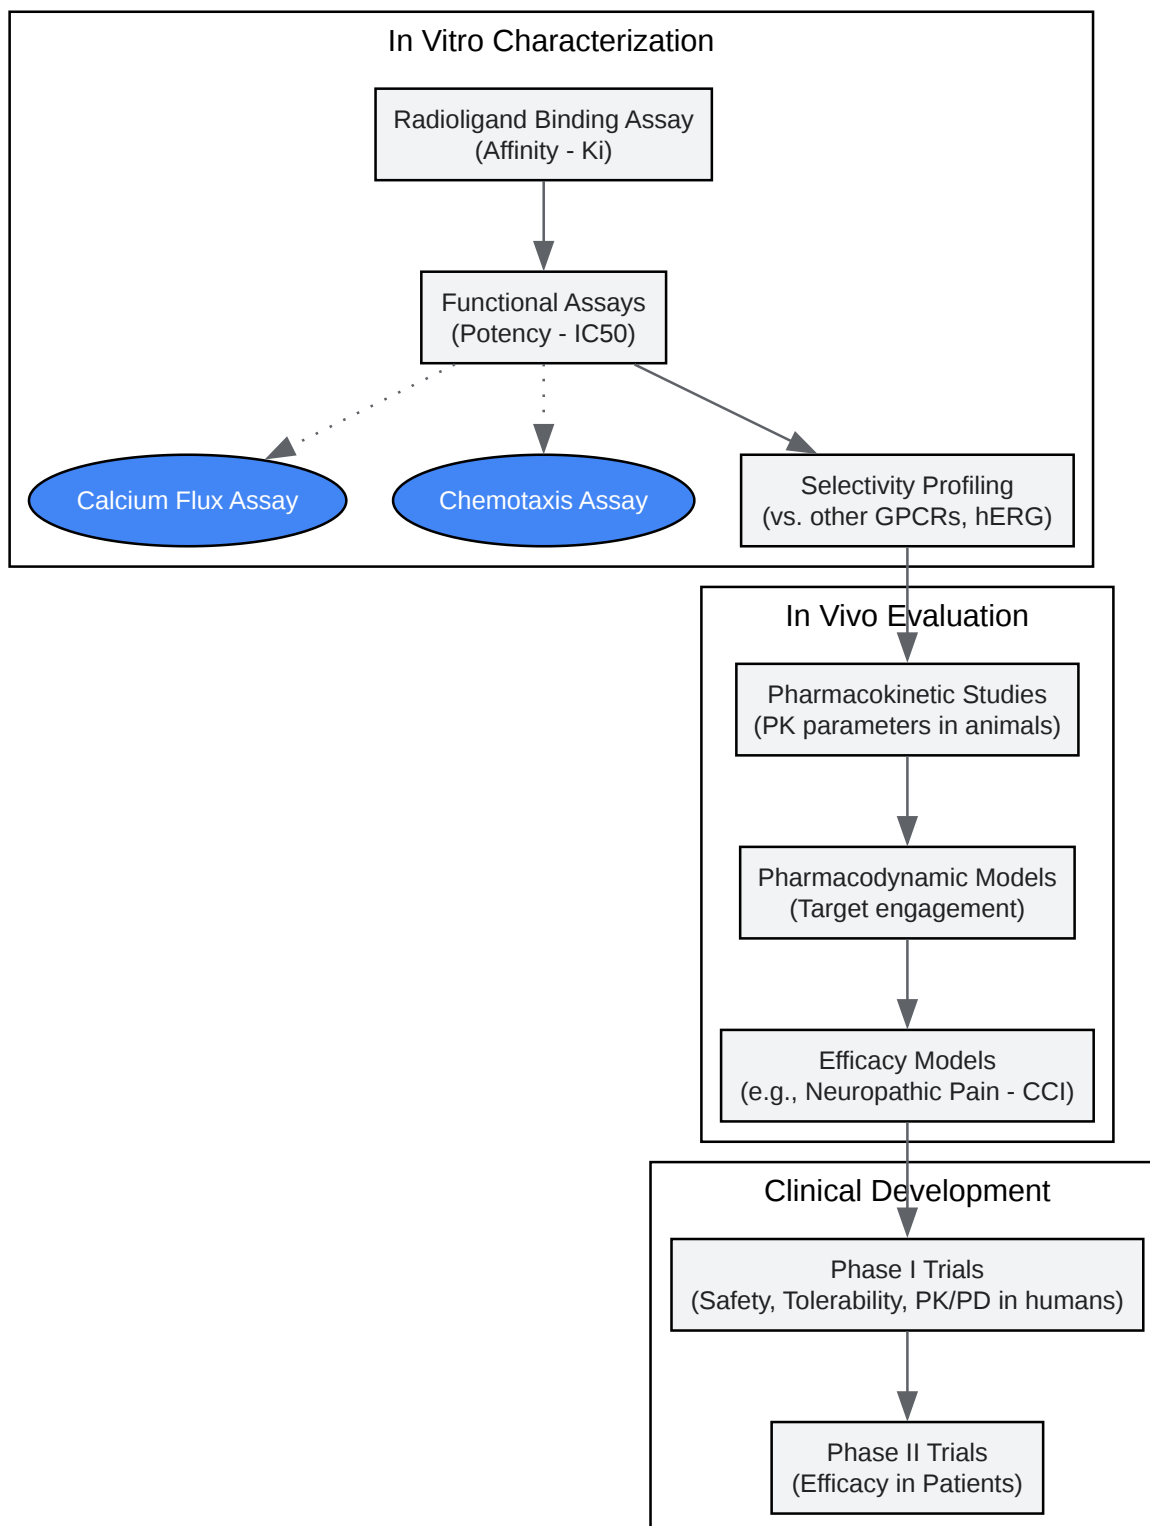 In Vitro Characterization
Radioligand Binding Assay
(Affinity - Ki)
Functional Assays
(Potency - IC50)
Calcium Flux Assay
Chemotaxis Assay
Selectivity Profiling
(vs. other GPCRs, hERG)
In Vivo Evaluation
Pharmacokinetic Studies
(PK parameters in animals)
Pharmacodynamic Models
(Target engagement)
Efficacy Models
(e.g., Neuropathic Pain - CCI)
Clinical Development
Phase I Trials
(Safety, Tolerability, PK/PD in humans)
Phase II Trials
(Efficacy in Patients)